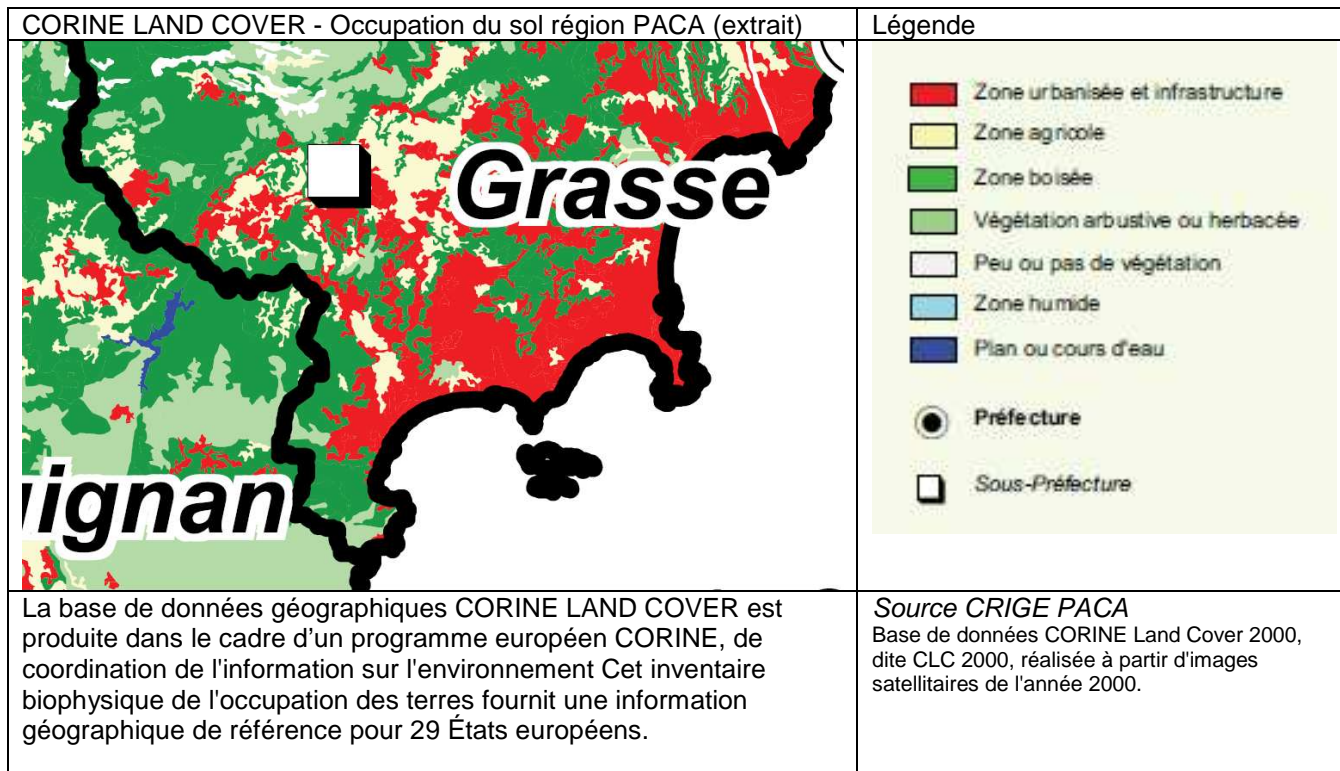 CORINE LAND COVER - Occupation du sol région PACA (extrait)
Légende
Grasse
uignan
Zone urbanisée et infrastructure
Zone agricole
Zone boisée
Végétation arbustive ou herbacée
Peu ou pas de végétation
Zone humide
Plan ou cours d'eau
Préfecture
Sous-Préfecture
La base de données géographiques CORINE LAND COVER est
produite dans le cadre d'un programme européen CORINE, de
coordination de l'information sur l'environnement Cet inventaire
biophysique de l'occupation des terres fournit une information
géographique de référence pour 29 États européens.
Source CRIGE PACA
Base de données CORINE Land Cover 2000,
dite CLC 2000, réalisée à partir d'images
satellitaires de l'année 2000.